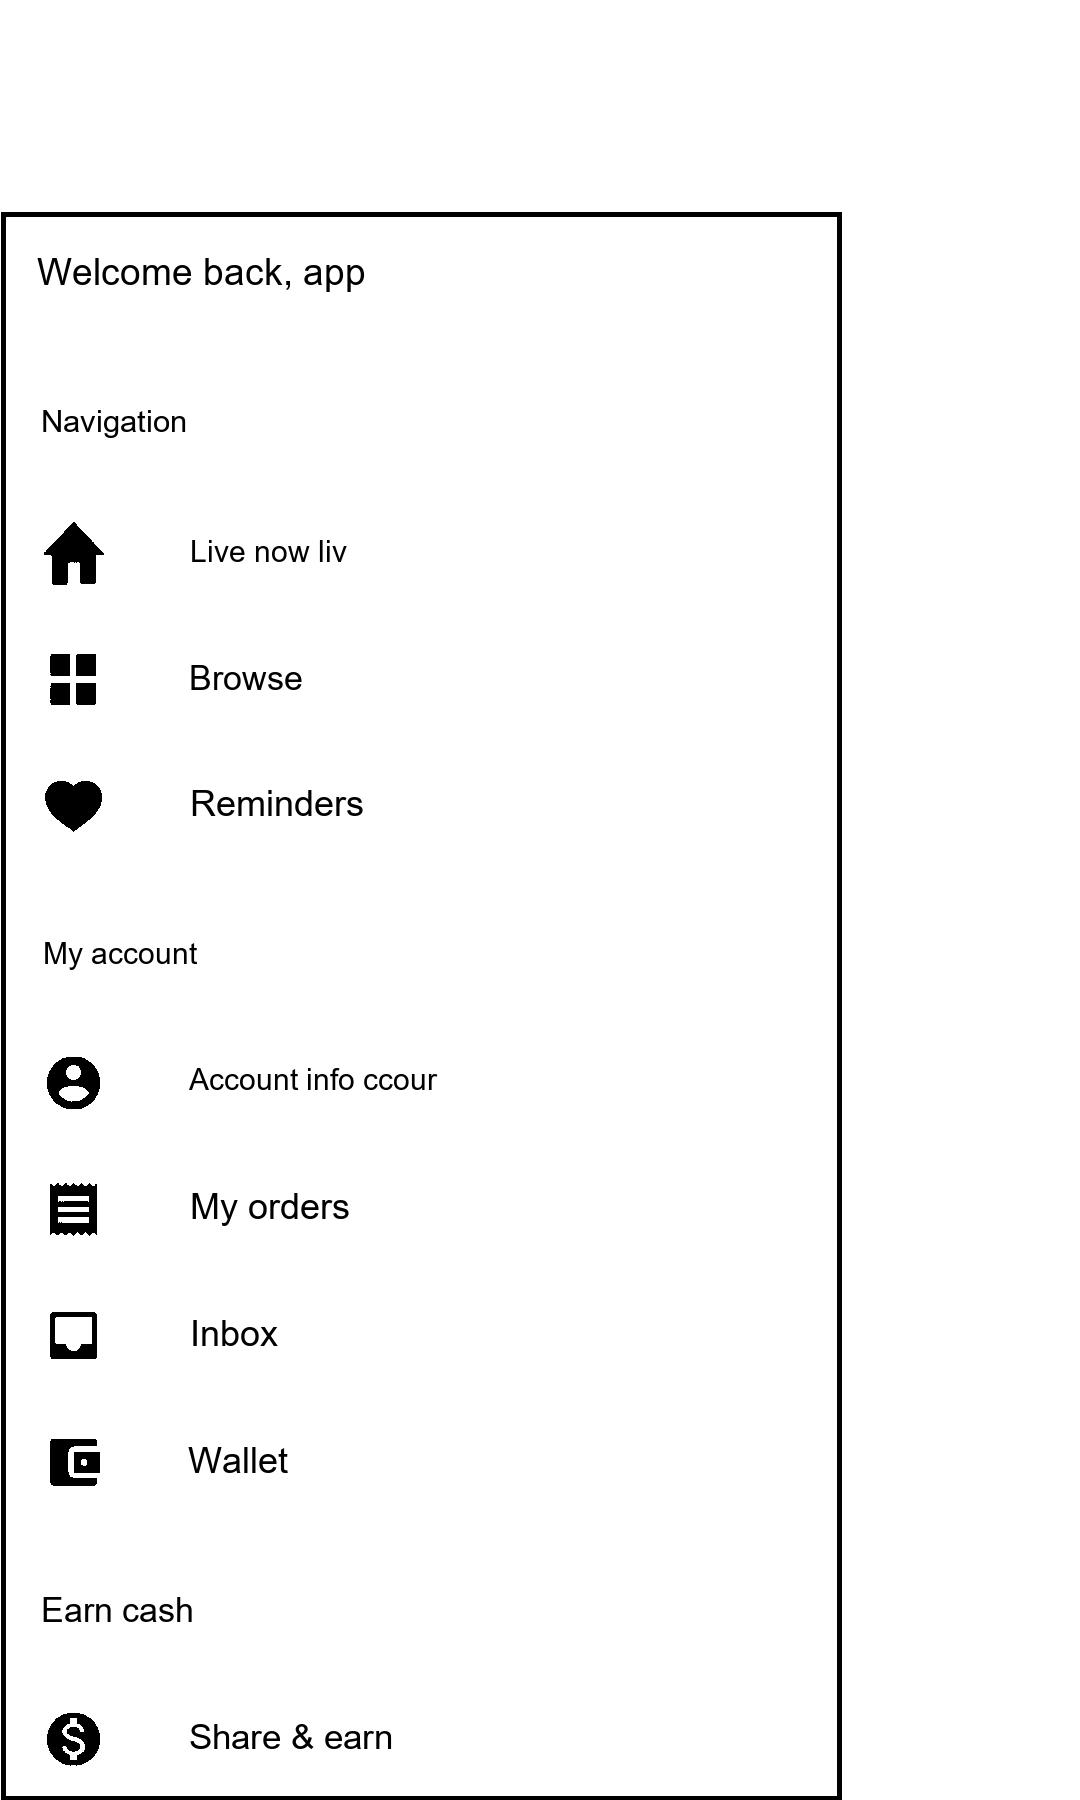 Welcome back, app
Navigation
Live now liv
Browse
Reminders
My account
Account info ccour
My orders
Inbox
Wallet
Earn cash
Share & earn